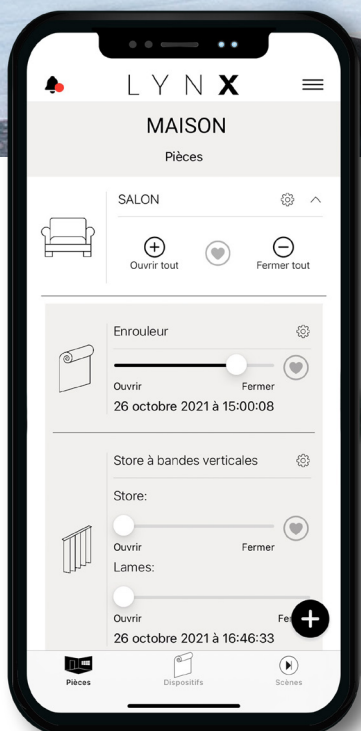 LYNX
MAISON
Pièces
SALON
Ouvrir tout
Fermer tout
Enrouleur
Ouvrir Fermer
26 octobre 2021 à 15:00:08
Store à bandes verticales
Store:
Ouvrir Fermer
Lames:
Ouvrir
26 octobre 2021 à 16:46:33
Pièces Dispositifs Scènes